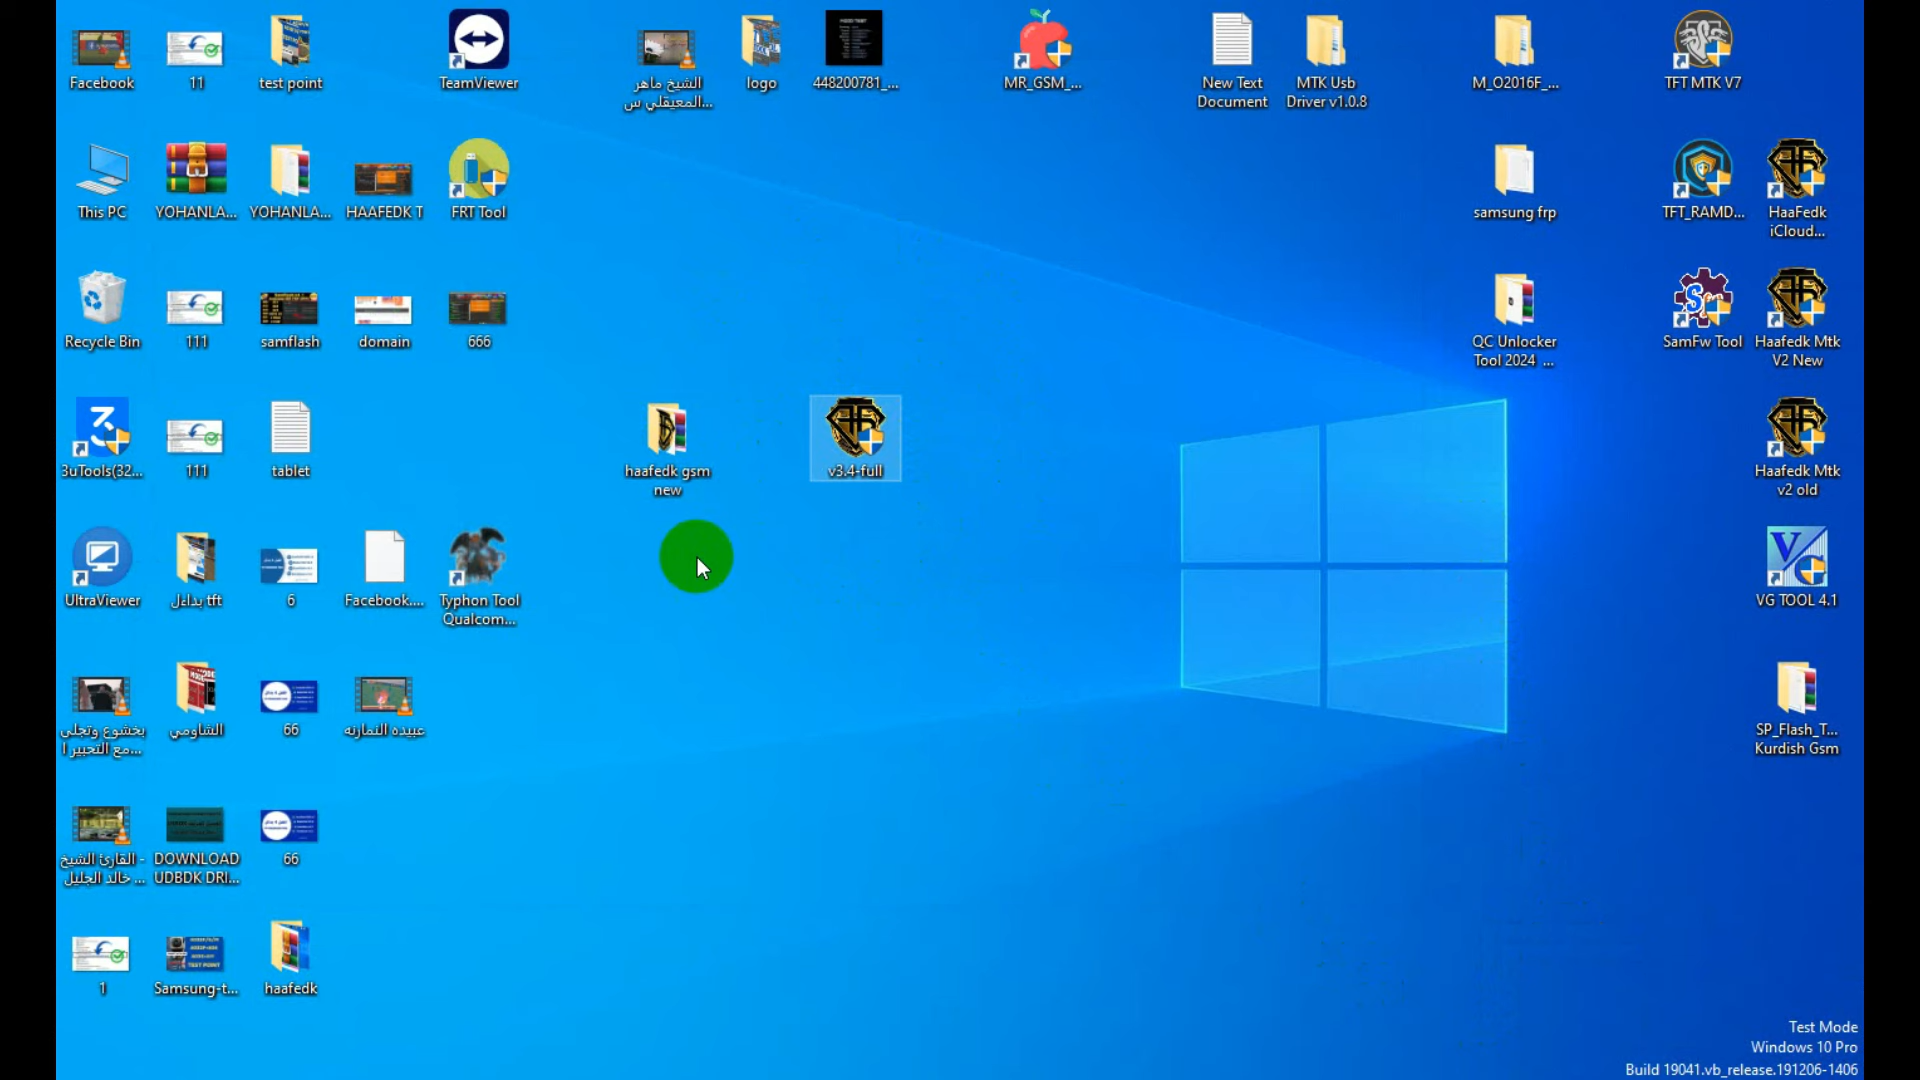 Facebook
11
test point
TeamViewer
الشيخ ماهر
المعيقلي س...
logo
448200781_...
MR_GSM_...
New Text
Document
MTK Usb
Driver v1.0.8
M_O2016F_...
TFT MTK V7
This PC
YOHANLA...
YOHANLA...
HAAFEDK T
FRT Tool
samsung frp
TFT_RAMD...
HaaFedk
iCloud...
Recycle Bin
111
samflash
domain
666
QC Unlocker
Tool 2024 ...
SamFw Tool
Haafedk Mtk
V2 New
3uTools(32...
111
tablet
haafedk gsm
new
v3.4-full
Haafedk Mtk
v2 old
UltraViewer
بداءل tft
6
Facebook....
Typhon Tool
Qualcom...
VG TOOL 4.1
بخشوع وتجلى
مع التحبير ا...
الشاومي
66
عبيده النمارنه
SP_Flash_T...
Kurdish Gsm
القارئ الشيخ -
خالد الجليل ...
DOWNLOAD
UDBDK DRI...
66
1
Samsung-t...
haafedk
Test Mode
Windows 10 Pro
Build 19041.vb_release.191206-1406